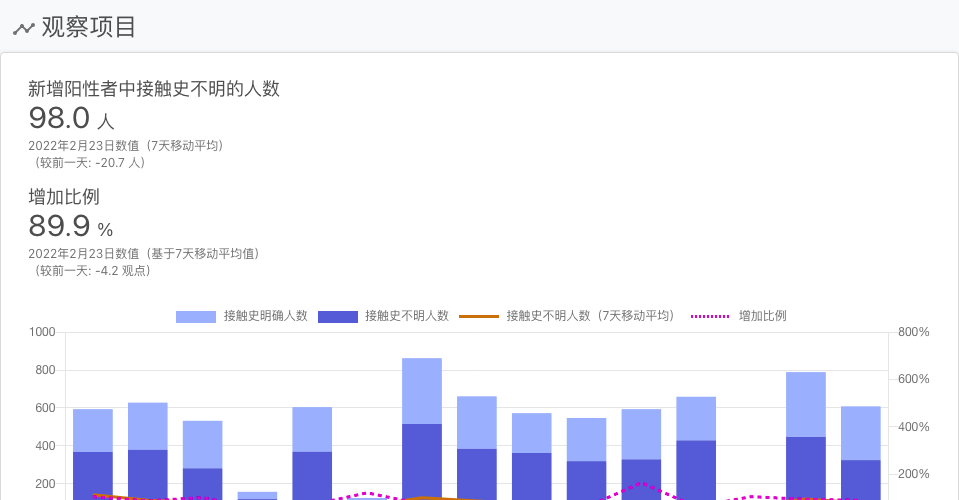 观察项目
新增阳性者中接触史不明的人数
98.0 人
2022年2月23日数值（7天移动平均）
（较前一天: -20.7 人）
增加比例
89.9 %
2022年2月23日数值（基于7天移动平均值）
（较前一天: -4.2 观点）
接触史明确人数 接触史不明人数 接触史不明人数（7天移动平均） 增加比例
1000 800%
800
600%
600
400%
400
200%
200